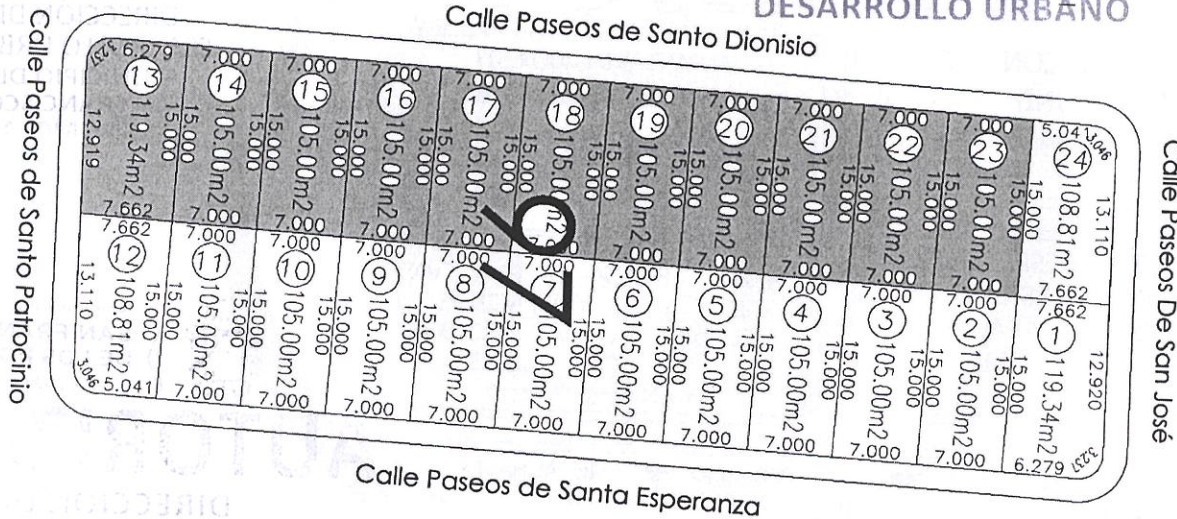 DESARROLLO URBANO
Calle Paseos de Santo Dionisio
Calle Paseos de Santo Patrocinio
Calle Paseos De San José
3.237 6.279 7.000 7.000 7.000 7.000 7.000 7.000 7.000 7.000 7.000 7.000 5.041 3.046
13 14 15 16 17 18 19 20 21 22 23 24
12.919 119.34m2 15.000
15.000 105.00m2 15.000
15.000 105.00m2 15.000
15.000 105.00m2 15.000
15.000 105.00m2 15.000
15.000 105.00m2 15.000
15.000 105.00m2 15.000
15.000 105.00m2 15.000
15.000 105.00m2 15.000
15.000 105.00m2 15.000
15.000 105.00m2 15.000
15.000 108.81m2 13.110
7.662 7.000 7.000 7.000 7.000 7.000 7.000 7.000 7.000 7.000 7.000 7.662
97
7.662 7.000 7.000 7.000 7.000 7.000 7.000 7.000 7.000 7.000 7.000 7.662
12 11 10 9 8 7 6 5 4 3 2 1
13.110 108.81m2 15.000
15.000 105.00m2 15.000
15.000 105.00m2 15.000
15.000 105.00m2 15.000
15.000 105.00m2 15.000
15.000 105.00m2 15.000
15.000 105.00m2 15.000
15.000 105.00m2 15.000
15.000 105.00m2 15.000
15.000 105.00m2 15.000
15.000 105.00m2 15.000
15.000 119.34m2 12.920
3.046 5.041 7.000 7.000 7.000 7.000 7.000 7.000 7.000 7.000 7.000 7.000 6.279 3.237
Calle Paseos de Santa Esperanza